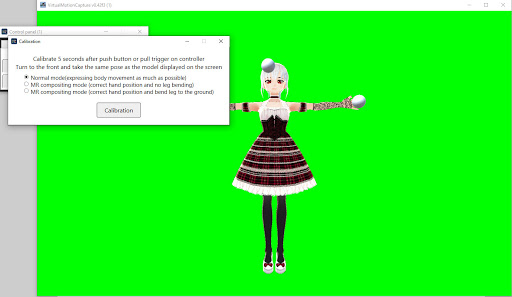 VirtualMotionCapture v0.42f3 (1)
Control panel (1)
Calibration
Calibrate 5 seconds after push button or pull trigger on controller
Turn to the front and take the same pose as the model displayed on the screen
Normal mode(expressing body movement as much as possible)
MR compositing mode (correct hand position and no leg bending)
MR compositing mode (correct hand position and bend leg to the ground)
Calibration